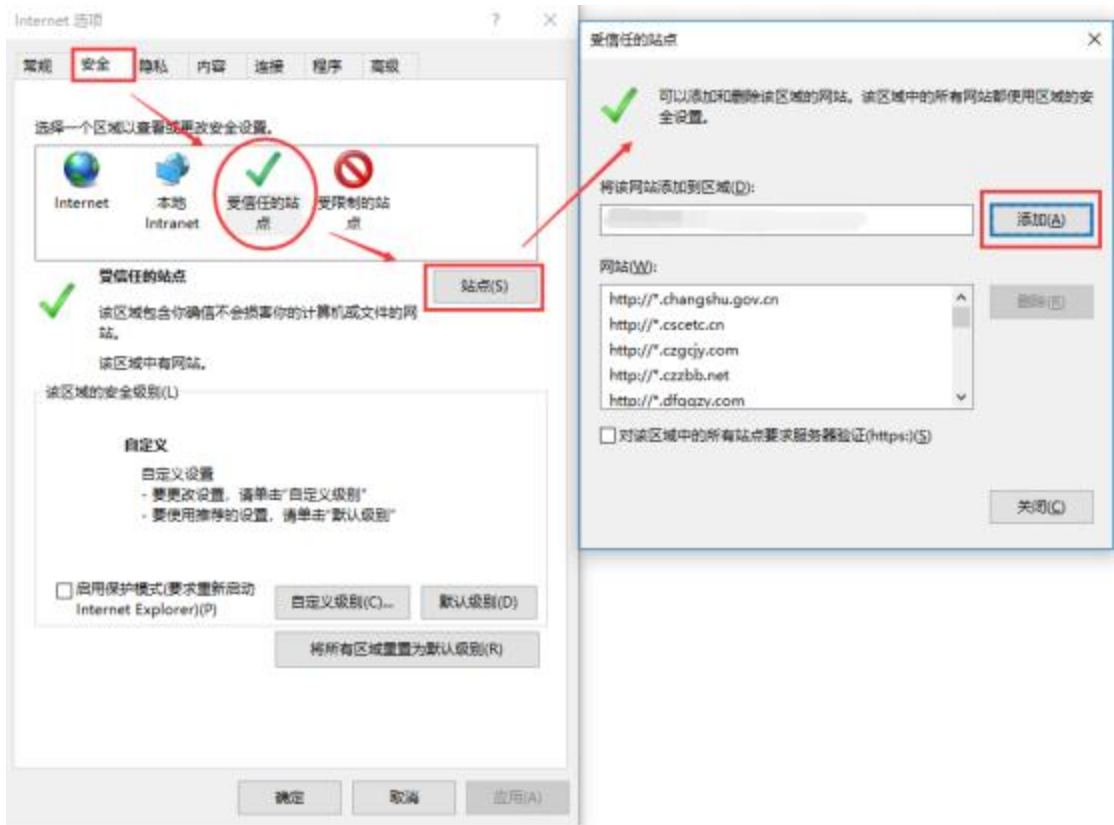 Internet 选项
常规 安全 隐私 内容 连接 程序 高级
选择一个区域以查看或更改安全设置。
Internet
本地
Intranet
受信任的站
点
受限制的站
点
受信任的站点
站点(S)
该区域包含你确信不会损害你的计算机或文件的网
站。
该区域中有网站。
该区域的安全级别(L)
自定义
自定义设置
- 要更改设置，请单击"自定义级别"
- 要使用推荐的设置，请单击"默认级别"
启用保护模式(要求重新启动
Internet Explorer)(P)
自定义级别(C)...
默认级别(D)
将所有区域重置为默认级别(R)
确定
取消
应用(A)
受信任的站点
可以添加和删除该区域的网站。该区域中的所有网站都使用区域的安
全设置。
将该网站添加到区域(D):
添加(A)
网站(W):
http://*.changshu.gov.cn
http://*.cscetc.cn
http://*.czgcjy.com
http://*.czzbb.net
http://*.dfggzy.com
删除(R)
对该区域中的所有站点要求服务器验证(https:)(S)
关闭(C)